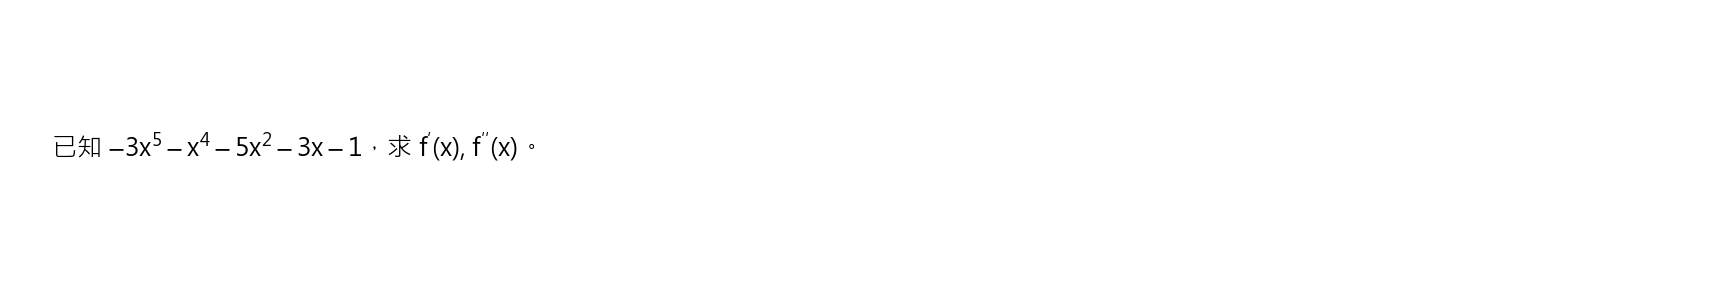 已知 −3x⁵ − x⁴ − 5x² − 3x − 1，求 f′(x), f′′(x)。